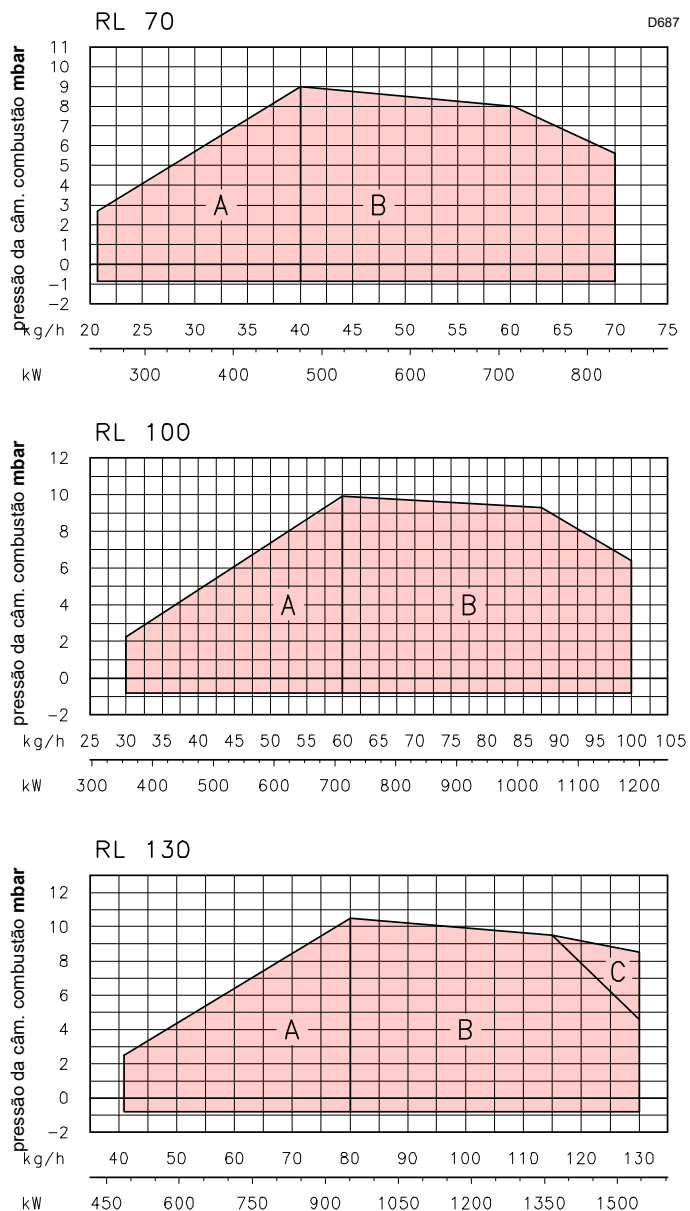 RL 70
D687
pressão da câm. combustão mbar
11
10
9
8
7
6
5
4
3
2
1
0
-1
-2
A
B
kg/h
20 25 30 35 40 45 50 55 60 65 70 75
kW
300 400 500 600 700 800
RL 100
pressão da câm. combustão mbar
12
10
8
6
4
2
0
-2
A
B
kg/h
25 30 35 40 45 50 55 60 65 70 75 80 85 90 95 100 105
kW
300 400 500 600 700 800 900 1000 1100 1200
RL 130
pressão da câm. combustão mbar
12
10
8
6
4
2
0
-2
A
B
C
kg/h
40 50 60 70 80 90 100 110 120 130
kW
450 600 750 900 1050 1200 1350 1500